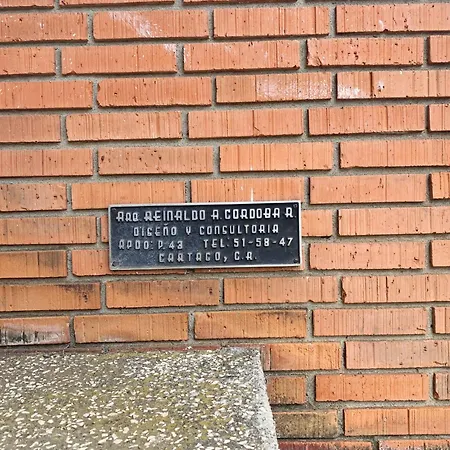 ARQ. REINALDO A. CORDOBA R.
DISEÑO Y CONSULTORIA
APDO: P. 43 TEL. 51-58-47
CARTAGO, C.R.